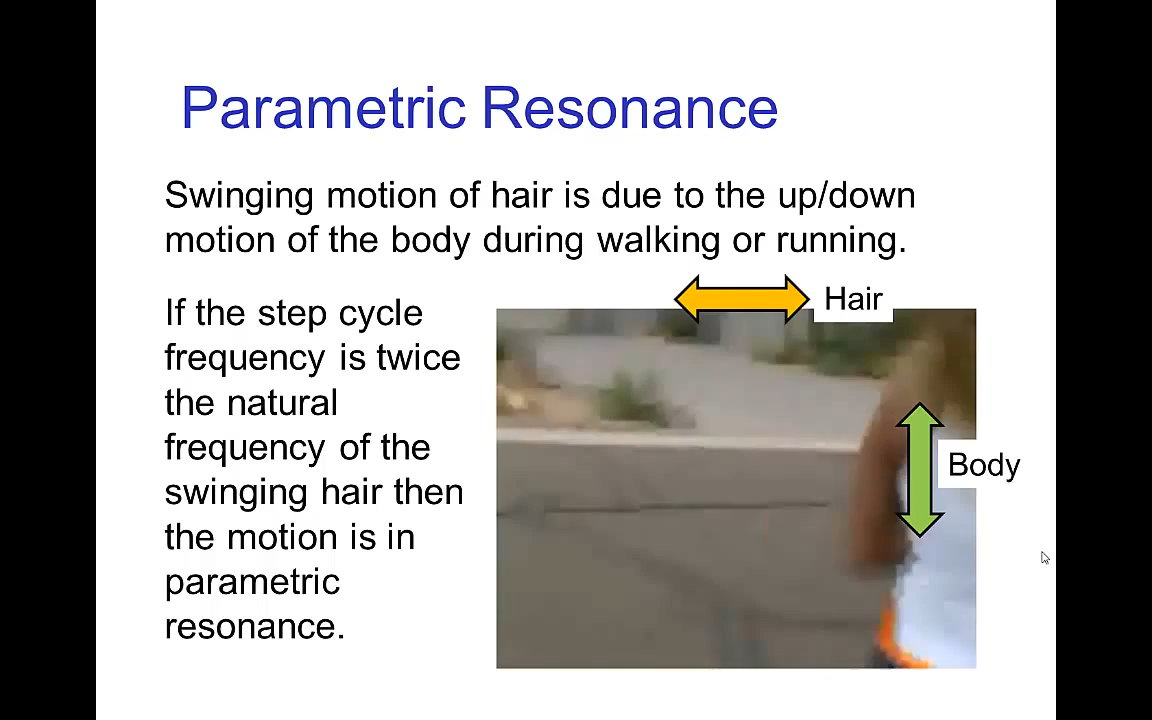 Parametric Resonance
Swinging motion of hair is due to the up/down
motion of the body during walking or running.
If the step cycle
frequency is twice
the natural
frequency of the
swinging hair then
the motion is in
parametric
resonance.
Hair
Body